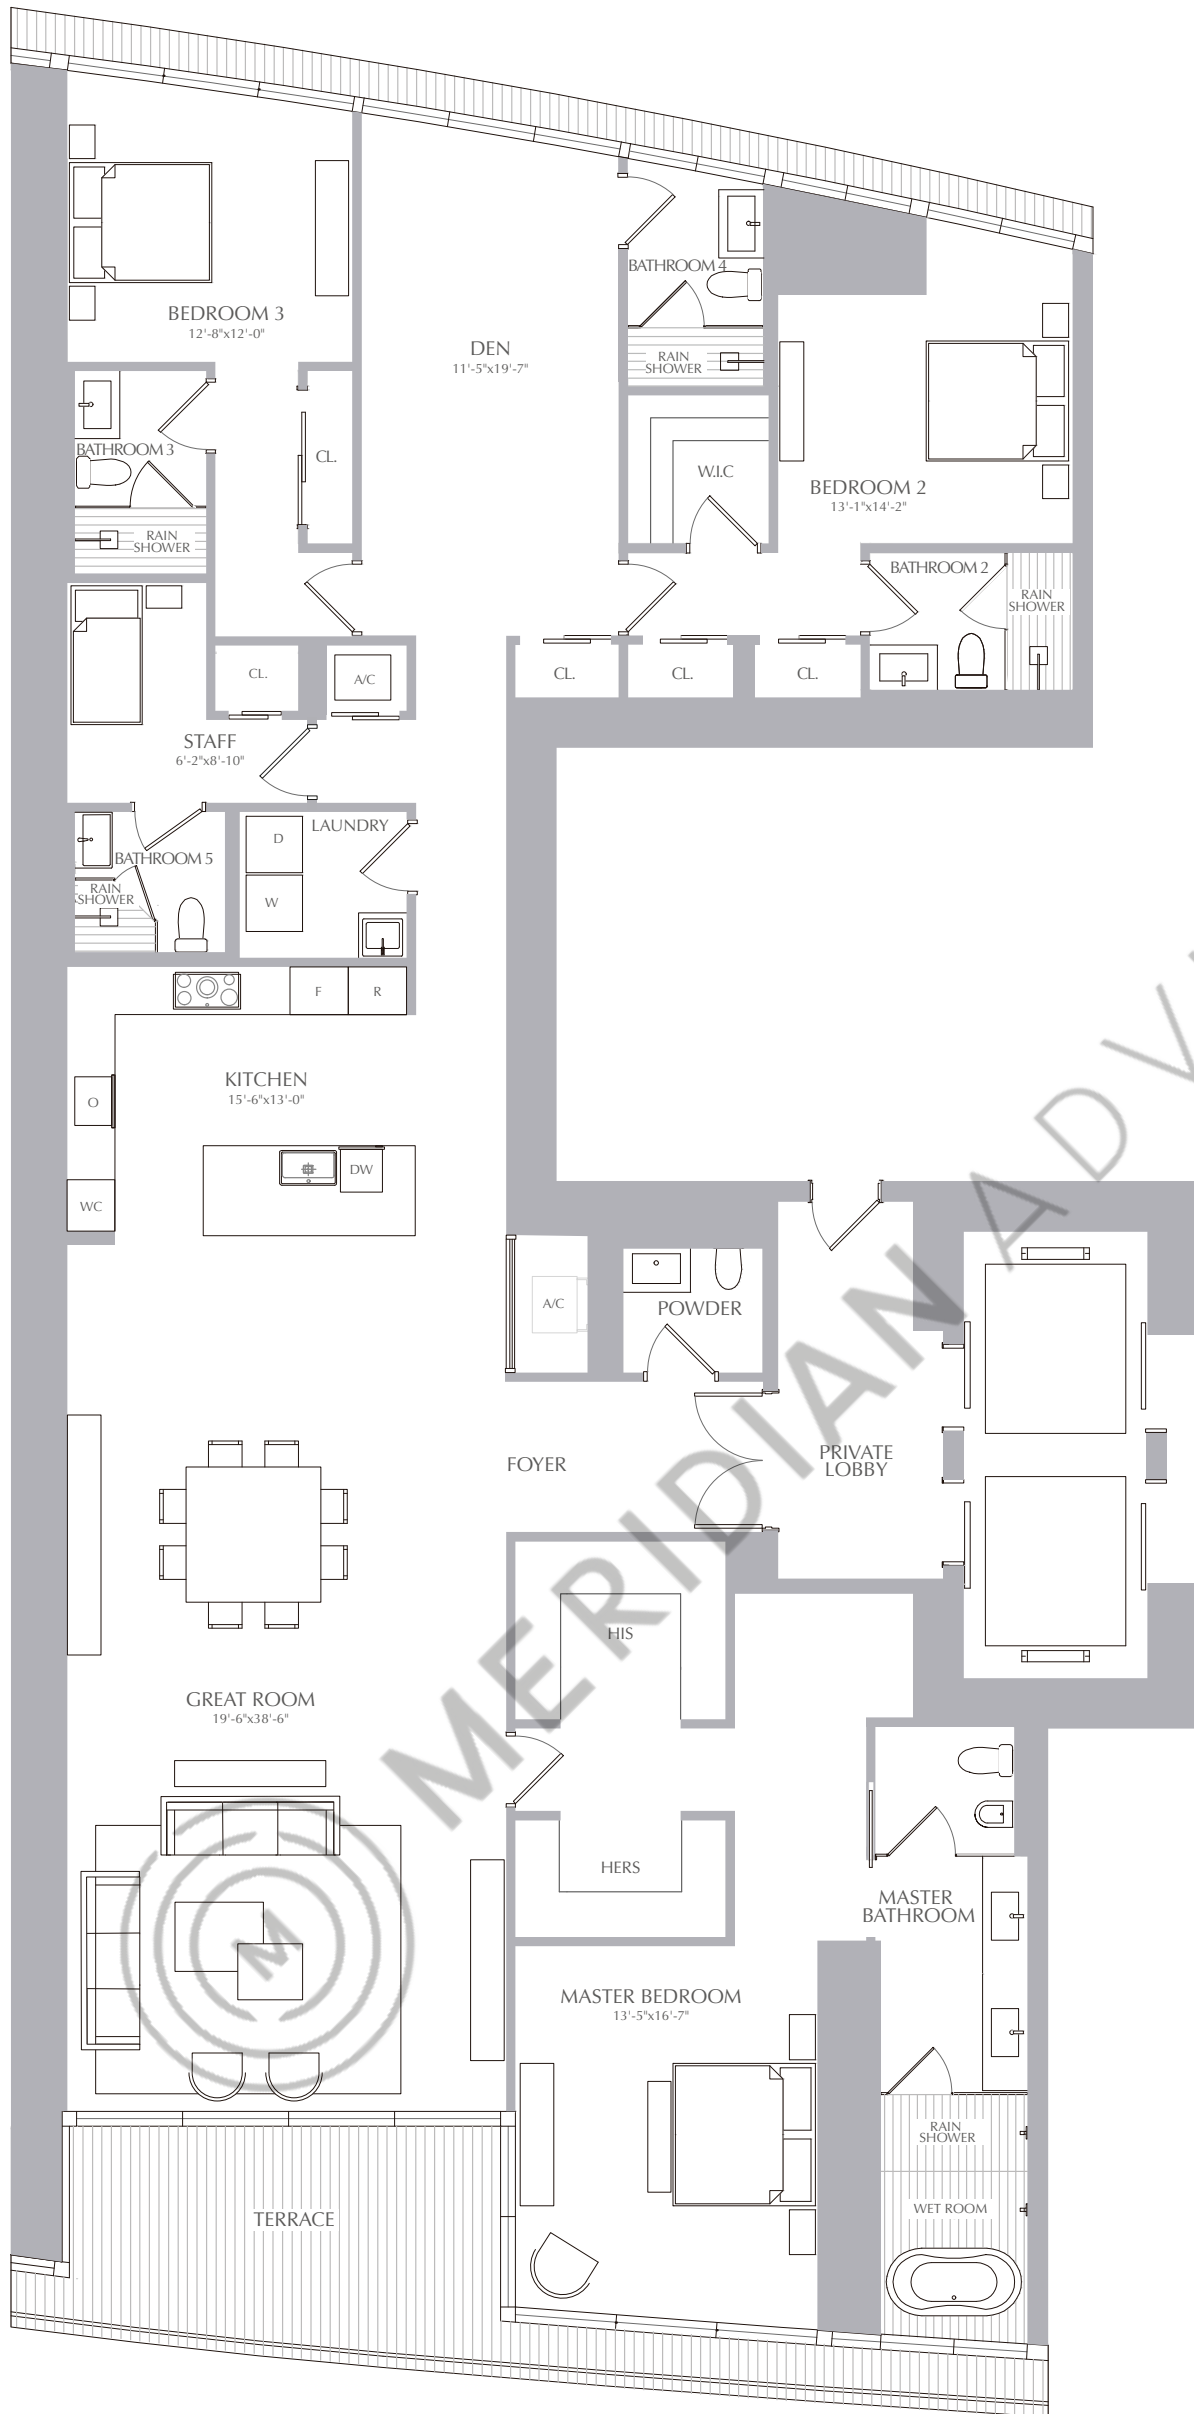 BEDROOM 3
12'-8"x12'-0"
BATHROOM 4
RAIN
SHOWER
DEN
11'-5"x19'-7"
BATHROOM 3
CL.
RAIN
SHOWER
W.I.C
BEDROOM 2
13'-1"x14'-2"
BATHROOM 2
RAIN
SHOWER
CL.
A/C
CL.
CL.
CL.
STAFF
6'-2"x8'-10"
LAUNDRY
D
W
BATHROOM 5
RAIN
SHOWER
F
R
KITCHEN
15'-6"x13'-0"
O
DW
WC
A/C
POWDER
FOYER
PRIVATE
LOBBY
HIS
GREAT ROOM
19'-6"x38'-6"
HERS
MASTER
BATHROOM
MASTER BEDROOM
13'-5"x16'-7"
RAIN
SHOWER
WET ROOM
TERRACE
M MERIDIAN ADV